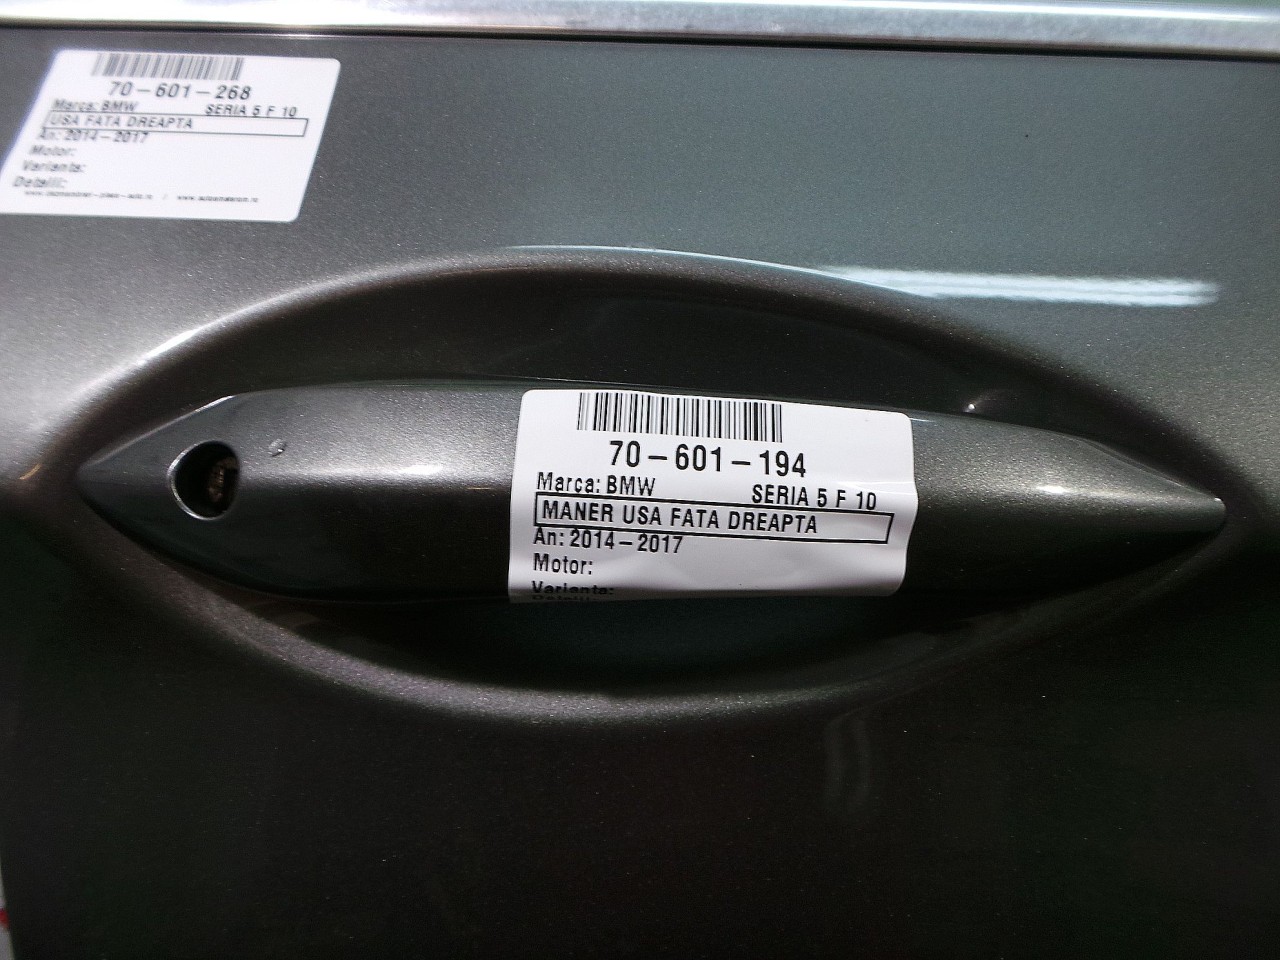 70-601-268
Marca: BMW SERIA 5 F 10
USA FATA DREAPTA
An: 2014-2017
Motor:
Varianta:
Detalii:
70-601-194
Marca: BMW SERIA 5 F 10
MANER USA FATA DREAPTA
An: 2014-2017
Motor:
Varianta:
Detalii: